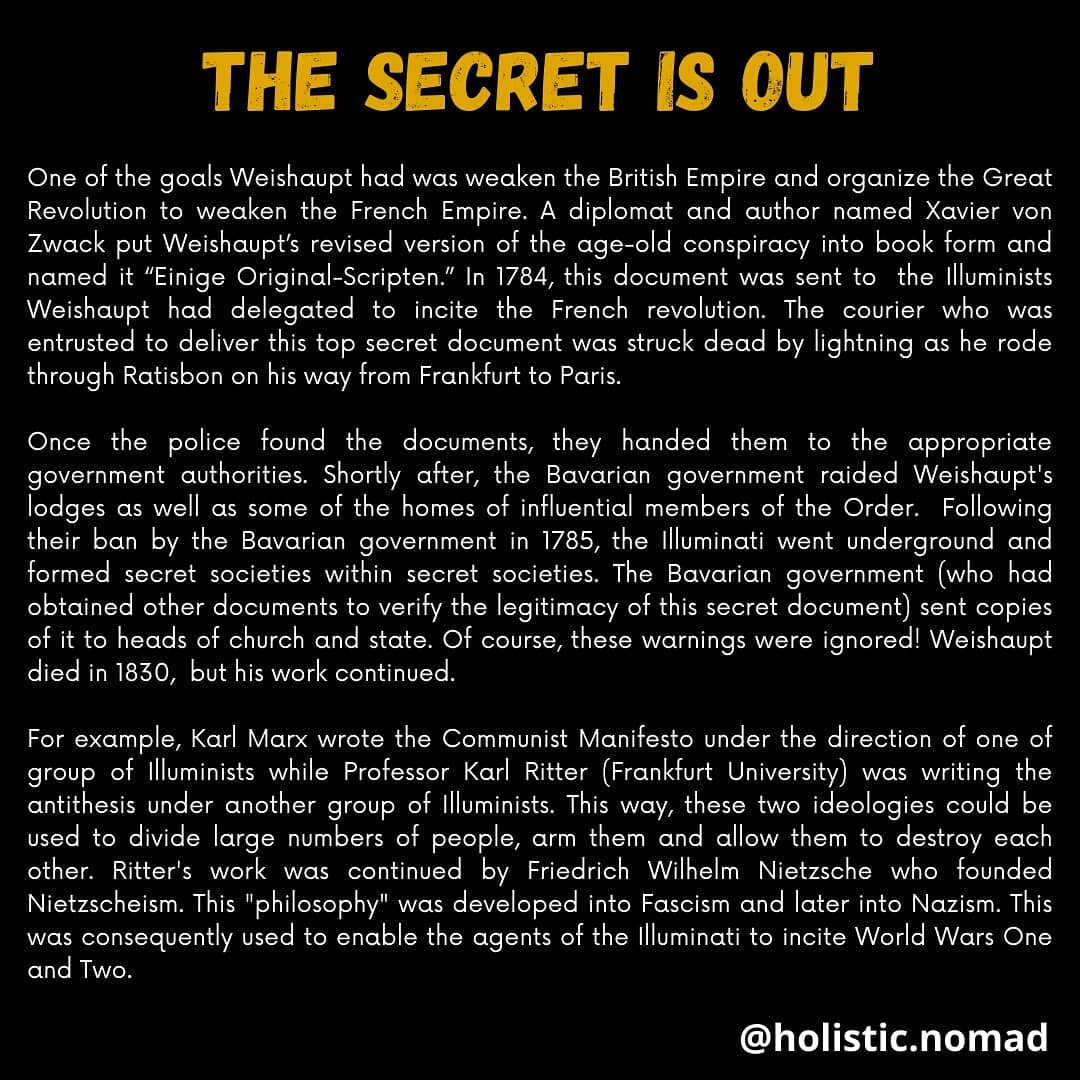 THE SECRET IS OUT
One of the goals Weishaupt had was weaken the British Empire and organize the Great
Revolution to weaken the French Empire. A diplomat and author named Xavier von
Zwack put Weishaupt’s revised version of the age-old conspiracy into book form and
named it “Einige Original-Scripten.” In 1784, this document was sent to the Illuminists
Weishaupt had delegated to incite the French revolution. The courier who was
entrusted to deliver this top secret document was struck dead by lightning as he rode
through Ratisbon on his way from Frankfurt to Paris.
Once the police found the documents, they handed them to the appropriate
government authorities. Shortly after, the Bavarian government raided Weishaupt's
lodges as well as some of the homes of influential members of the Order. Following
their ban by the Bavarian government in 1785, the Illuminati went underground and
formed secret societies within secret societies. The Bavarian government (who had
obtained other documents to verify the legitimacy of this secret document) sent copies
of it to heads of church and state. Of course, these warnings were ignored! Weishaupt
died in 1830, but his work continued.
For example, Karl Marx wrote the Communist Manifesto under the direction of one of
group of Illuminists while Professor Karl Ritter (Frankfurt University) was writing the
antithesis under another group of Illuminists. This way, these two ideologies could be
used to divide large numbers of people, arm them and allow them to destroy each
other. Ritter's work was continued by Friedrich Wilhelm Nietzsche who founded
Nietzscheism. This "philosophy" was developed into Fascism and later into Nazism. This
was consequently used to enable the agents of the Illuminati to incite World Wars One
and Two.
@holistic.nomad